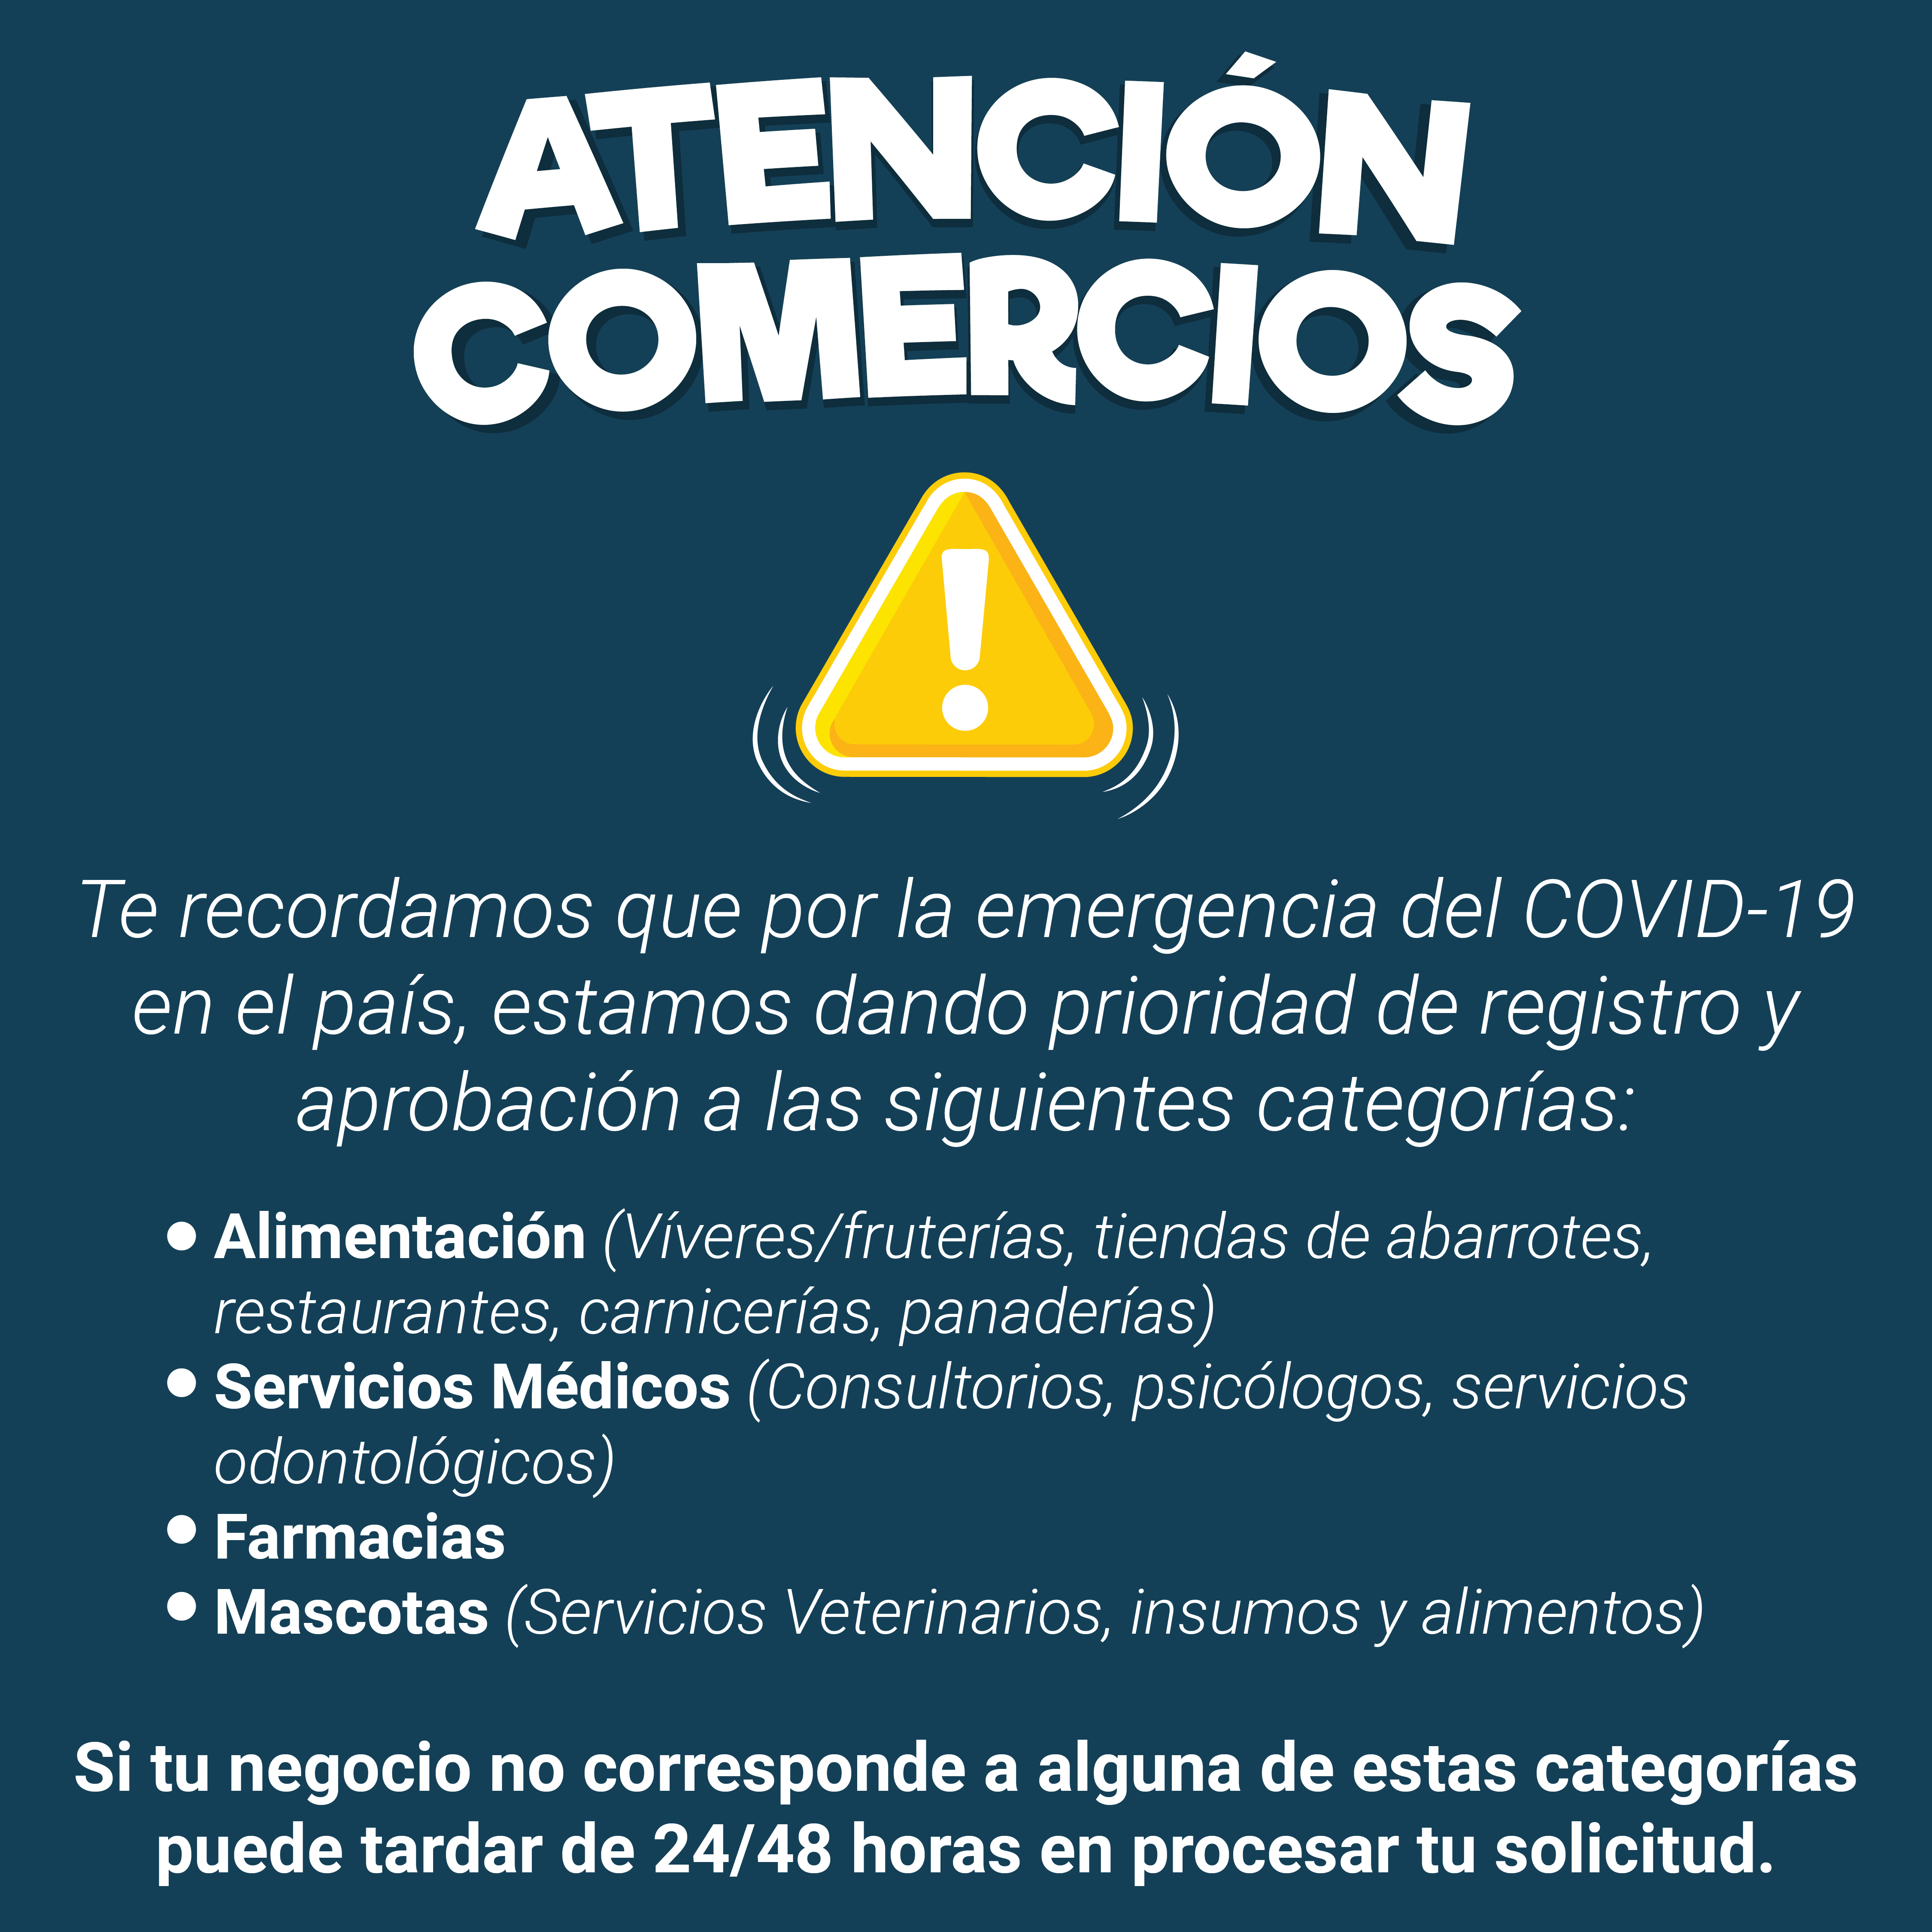 ATENCIÓN
COMERCIOS
Te recordamos que por la emergencia del COVID-19
en el país, estamos dando prioridad de registro y
aprobación a las siguientes categorías:
• Alimentación (Víveres/fruterías, tiendas de abarrotes,
restaurantes, carnicerías, panaderías)
• Servicios Médicos (Consultorios, psicólogos, servicios
odontológicos)
• Farmacias
• Mascotas (Servicios Veterinarios, insumos y alimentos)
Si tu negocio no corresponde a alguna de estas categorías
puede tardar de 24/48 horas en procesar tu solicitud.